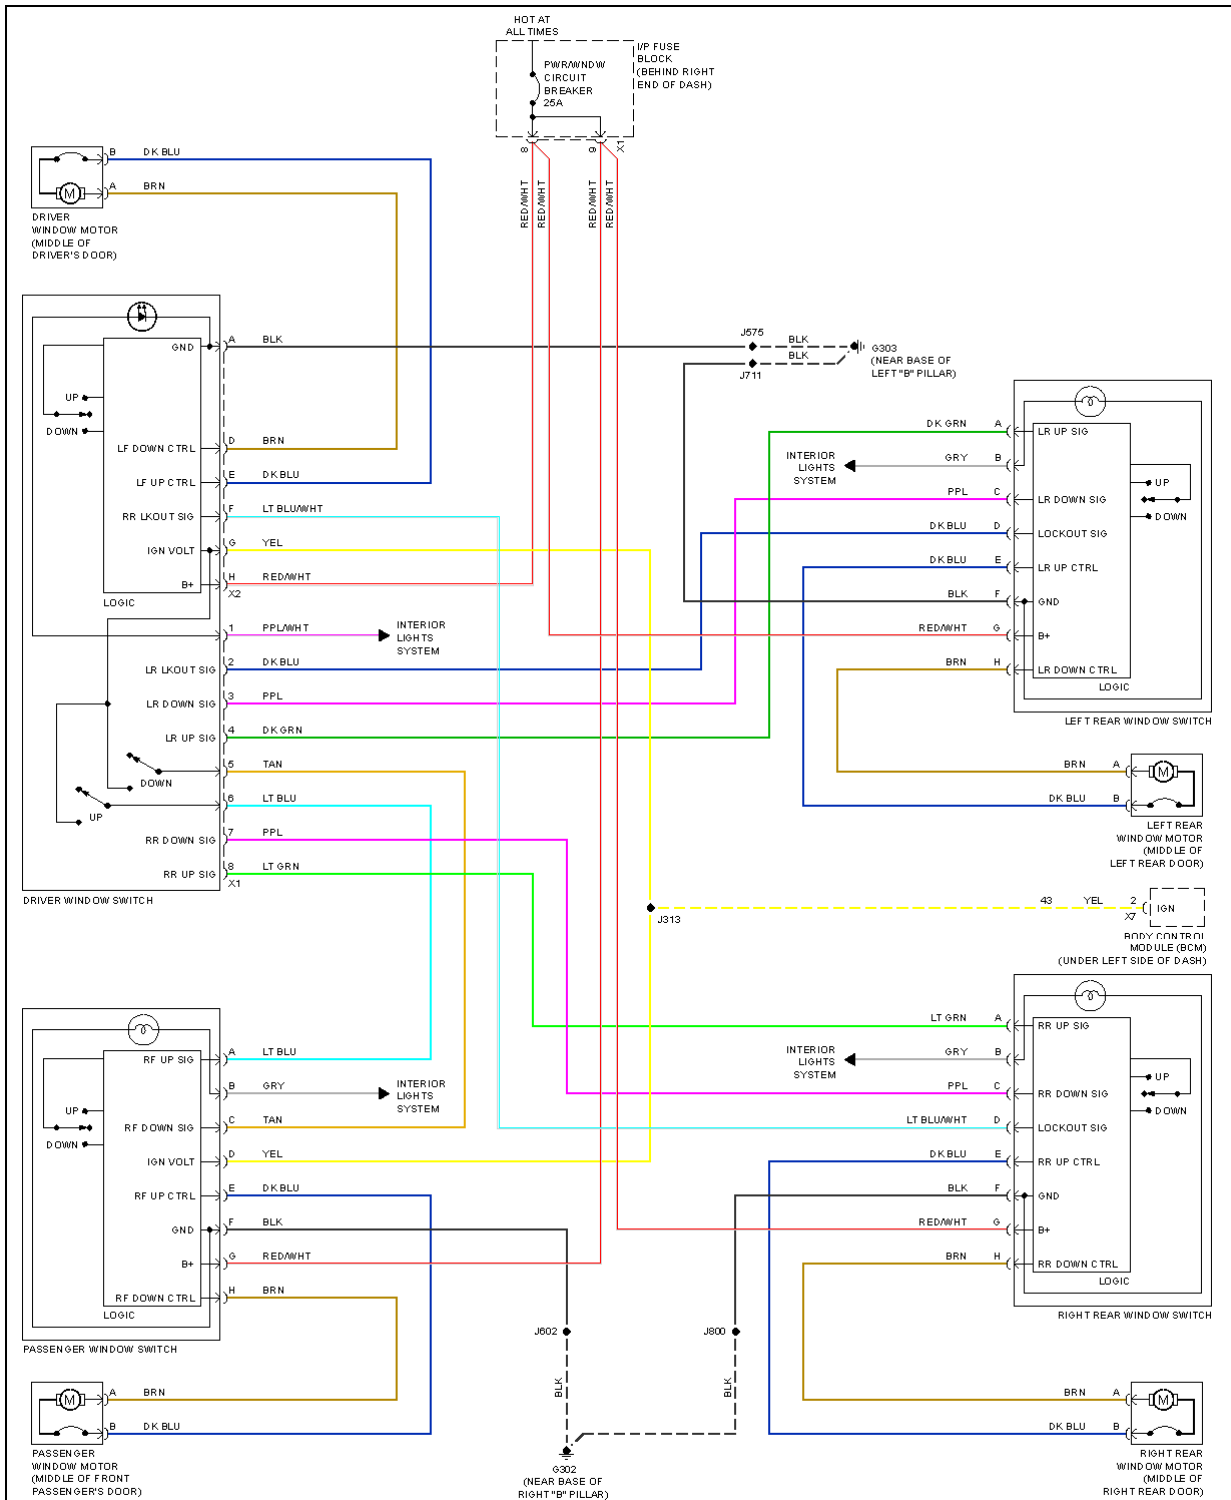 HOT AT
ALL TIMES
I/P FUSE
BLOCK
(BEHIND RIGHT
END OF DASH)
PWR/WNDW
CIRCUIT
BREAKER
25A
8
9
X1
RED/WHT
RED/WHT
RED/WHT
RED/WHT
B DK BLU
A BRN
M
DRIVER
WINDOW MOTOR
(MIDDLE OF
DRIVER'S DOOR)
GND A BLK
UP
DOWN
LF DOWN CTRL D BRN
LF UP CTRL E DK BLU
RR LKOUT SIG F LT BLU/WHT
IGN VOLT G YEL
B+ H RED/WHT
X2
LOGIC
1 PPL/WHT
INTERIOR
LIGHTS
SYSTEM
LR LKOUT SIG 2 DK BLU
LR DOWN SIG 3 PPL
LR UP SIG 4 DK GRN
5 TAN
DOWN
6 LT BLU
UP
RR DOWN SIG 7 PPL
RR UP SIG 8 LT GRN
X1
DRIVER WINDOW SWITCH
J575
BLK
BLK
J711
G303
(NEAR BASE OF
LEFT "B" PILLAR)
DK GRN A LR UP SIG
INTERIOR
LIGHTS
SYSTEM
GRY B
PPL C LR DOWN SIG
DK BLU D LOCKOUT SIG
DK BLU E LR UP CTRL
BLK F GND
RED/WHT G B+
BRN H LR DOWN CTRL
UP
DOWN
LOGIC
LEFT REAR WINDOW SWITCH
BRN A
M
DK BLU B
LEFT REAR
WINDOW MOTOR
(MIDDLE OF
LEFT REAR DOOR)
J313
43 YEL 2 IGN
X7
BODY CONTROL
MODULE (BCM)
(UNDER LEFT SIDE OF DASH)
RF UP SIG A LT BLU
B GRY
INTERIOR
LIGHTS
SYSTEM
UP
RF DOWN SIG C TAN
DOWN
IGN VOLT D YEL
RF UP CTRL E DK BLU
GND F BLK
B+ G RED/WHT
RF DOWN CTRL H BRN
LOGIC
PASSENGER WINDOW SWITCH
M
A BRN
B DK BLU
PASSENGER
WINDOW MOTOR
(MIDDLE OF FRONT
PASSENGER'S DOOR)
J602
J800
BLK
BLK
G302
(NEAR BASE OF
RIGHT "B" PILLAR)
LT GRN A RR UP SIG
INTERIOR
LIGHTS
SYSTEM
GRY B
PPL C RR DOWN SIG
LT BLU/WHT D LOCKOUT SIG
DK BLU E RR UP CTRL
BLK F GND
RED/WHT G B+
BRN H RR DOWN CTRL
UP
DOWN
LOGIC
RIGHT REAR WINDOW SWITCH
BRN A
M
DK BLU B
RIGHT REAR
WINDOW MOTOR
(MIDDLE OF
RIGHT REAR DOOR)